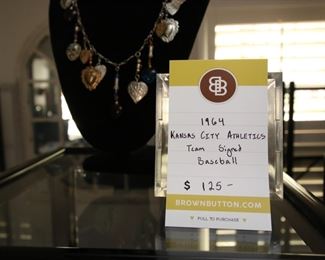 BB
1964
KANSAS CITY ATHLETICS
TEAM SIGNED
BASEBALL
$ 125-
BROWNBUTTON.COM
PULL TO PURCHASE